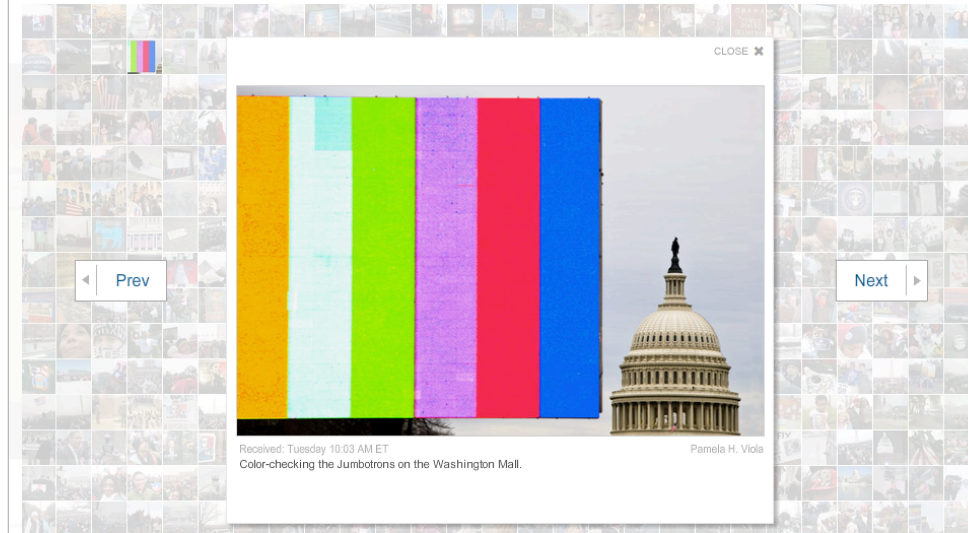 CLOSE ✖
Prev
Next
Received: Tuesday 10:03 AM ET
Pamela H. Viola
Color-checking the Jumbotrons on the Washington Mall.